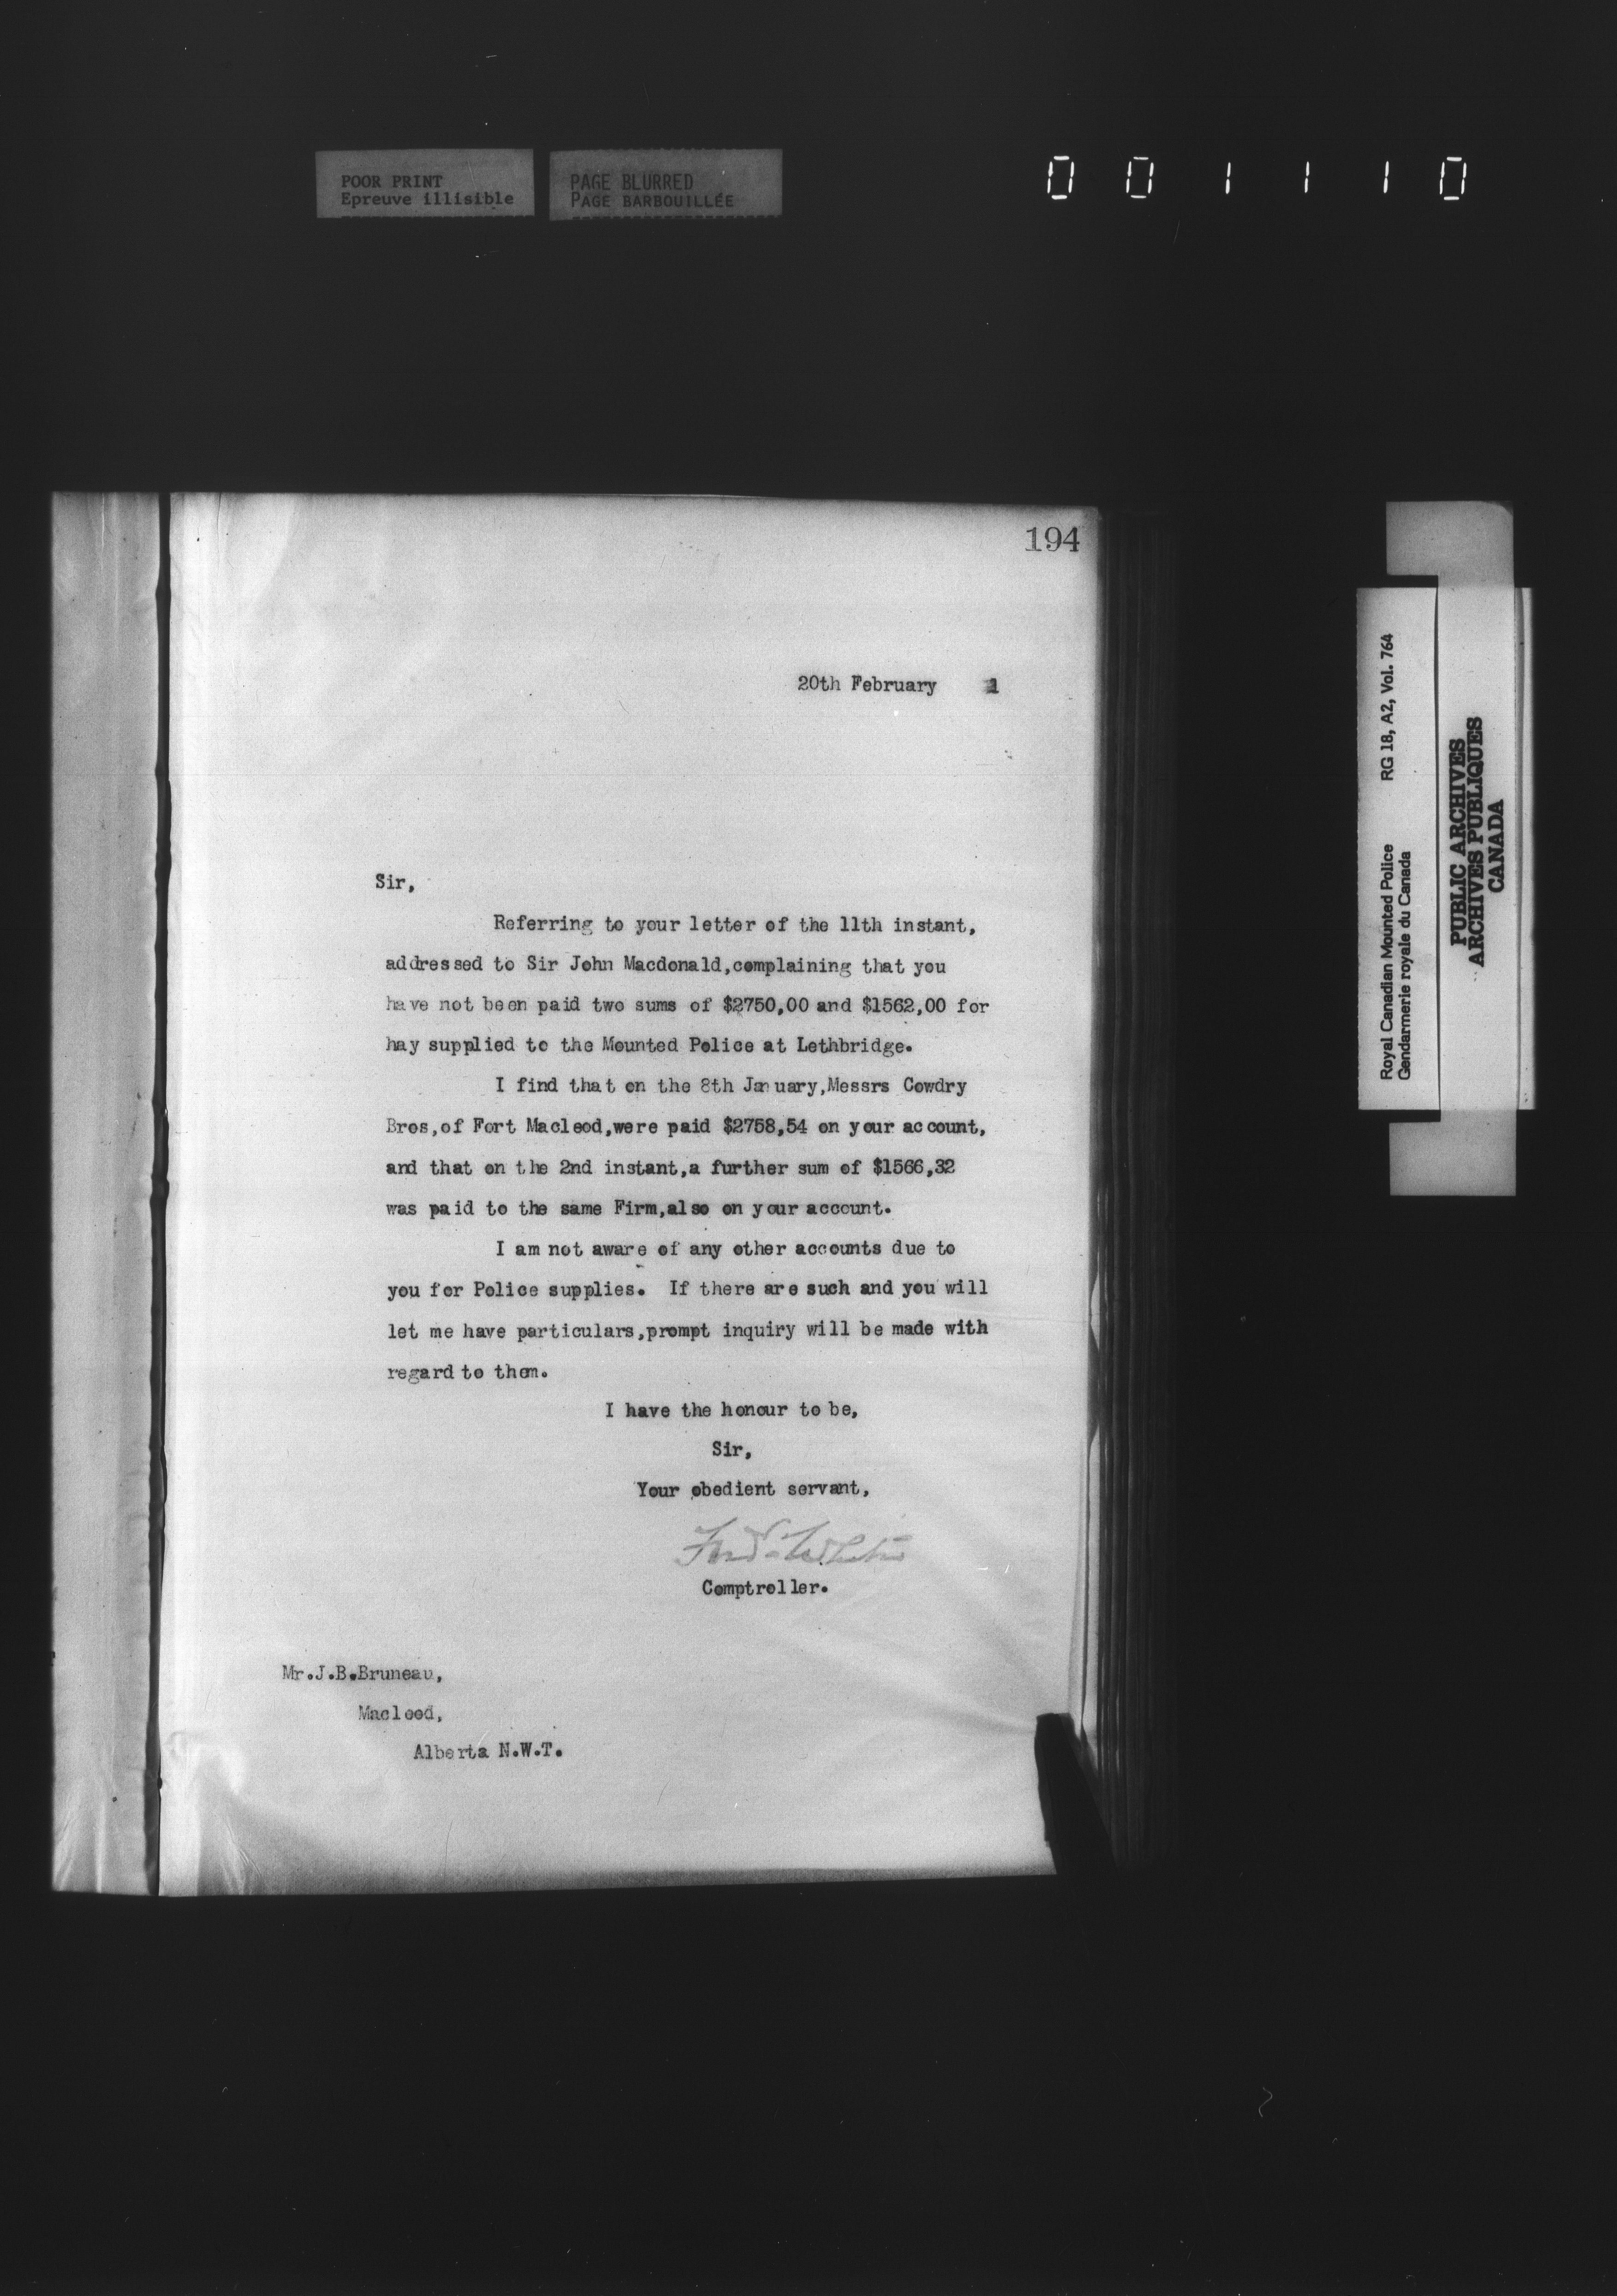 POOR PRINT
Epreuve illisible
PAGE BLURRED
PAGE BARBOUILLÉE
001110
194
20th February 1
Sir,
Referring to your letter of the 11th instant,
addressed to Sir John Macdonald,complaining that you
have not been paid two sums of $2750,00 and $1562,00 for
hay supplied to the Mounted Police at Lethbridge.
I find that on the 8th January,Messrs Cowdry
Bros,of Fort Macleod,were paid $2758,54 on your account,
and that on the 2nd instant,a further sum of $1566,32
was paid to the same Firm,also on your account.
I am not aware of any other accounts due to
you for Police supplies. If there are such and you will
let me have particulars,prompt inquiry will be made with
regard to them.
I have the honour to be,
Sir,
Your obedient servant,
Fred White
Comptroller.
Mr.J.B.Bruneau,
Macleod,
Alberta N.W.T.
Royal Canadian Mounted Police RG 18, A2, Vol. 764
Gendarmerie royale du Canada
PUBLIC ARCHIVES
ARCHIVES PUBLIQUES
CANADA